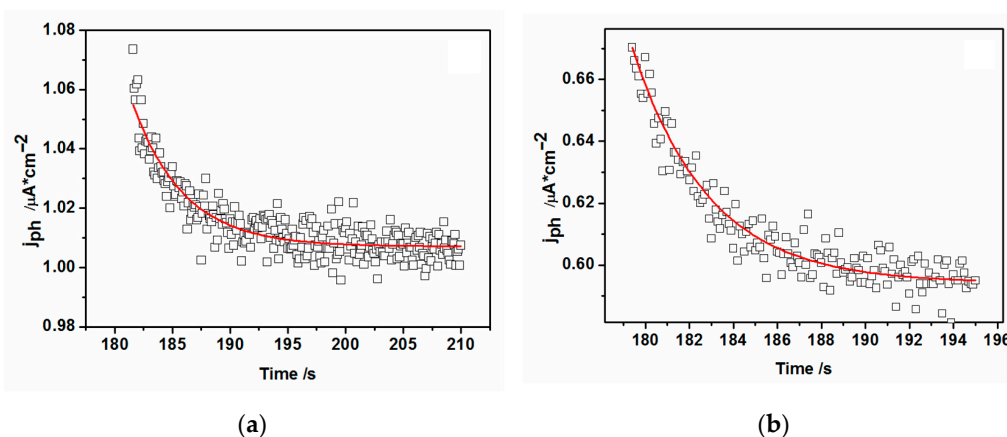 1.08
1.06
1.04
1.02
1.00
0.98
jph /µA*cm−2
180 185 190 195 200 205 210
Time /s
(a)
0.66
0.64
0.62
0.60
jph /µA*cm−2
180 182 184 186 188 190 192 194 196
Time /s
(b)